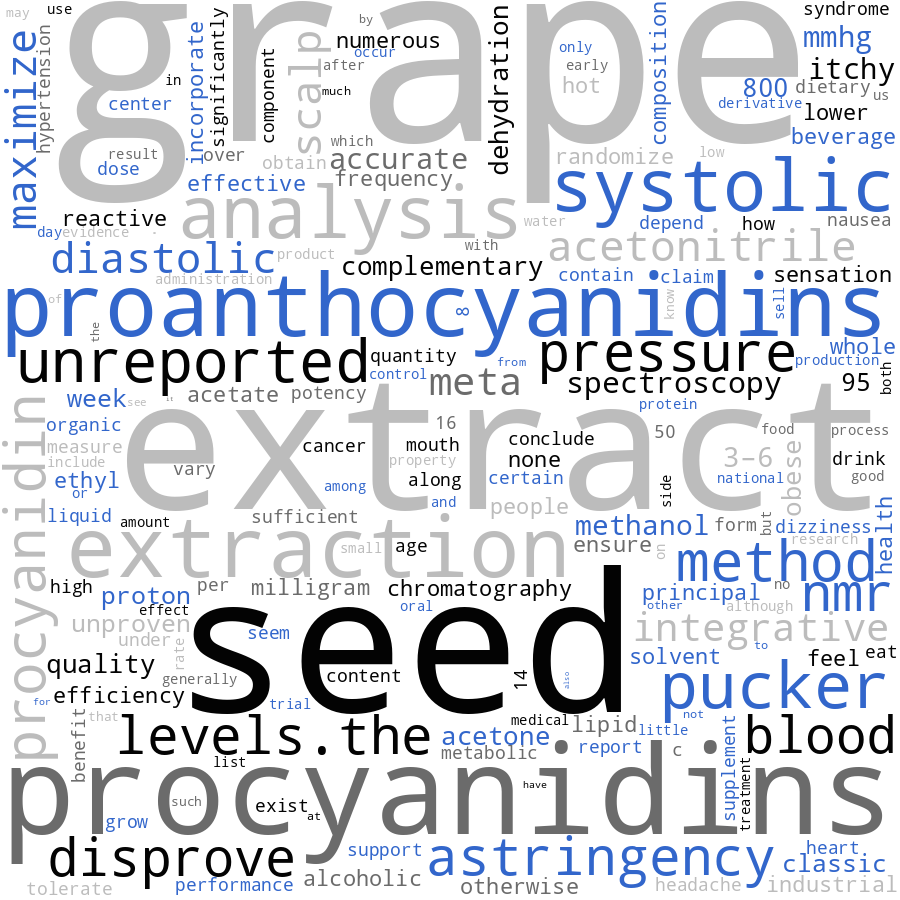 may
use
grape
by
syndrome
maximize
hypertension
incorporate
significantly
component
scalp
numerous
occur
after
much
in
dehydration
only
early
hot
composition
mmhg
itchy
800
dietary
us
derivative
lower
beverage
center
result
dose
over
obtain
which
accurate
frequency
effective
randomize
low
systolic
reactive
analysis
water
depend
how
nausea
day
evidence
with
acetonitrile
diastolic
product
complementary
administration
contain
claim
sensation
proanthocyanidins
of
8
know
sell
the
unreported
quantity
from
pressure
whole
production
control
meta
spectroscopy
95
both
week
see
it
acetate
potency
protein
extract
organic
16
50
food
process
measure
cancer
mouth
conclude
include
vary
property
none
3–6
obese
drink
good
ethyl
or
among
along
certain
side
national
procyanidin
liquid
amount
sufficient
and
people
methanol
form
but
dizziness
health
extraction
small
age
ensure
on
research
method
high
proton
per
milligram
chromatography
principal
no
nmr
effect
oral
other
although
seed
unproven
under
rate
seem
integrative
to
quality
generally
content
14
also
solvent
feel
eat
for
efficiency
trial
pucker
benefit
that
levels.the
medical
lipid
not
little
blood
acetone
metabolic
report
c
supplement
treatment
list
procyanidins
such
exist
at
have
grow
disprove
support
astringency
heart
classic
tolerate
performance
alcoholic
otherwise
headache
industrial